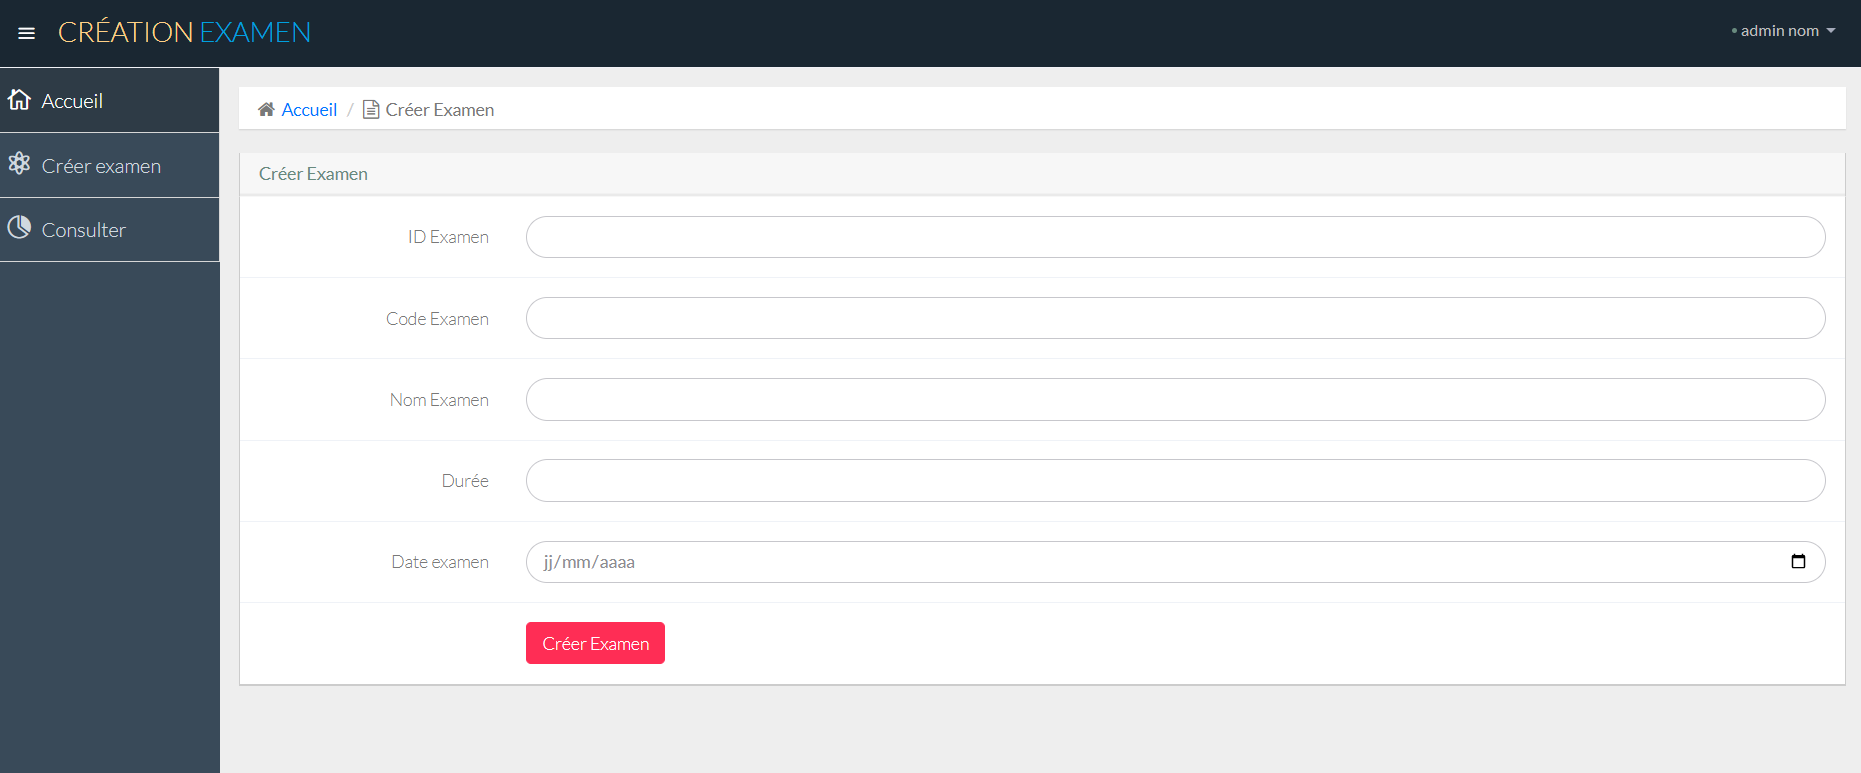 CRÉATION EXAMEN
admin nom
Accueil
Créer examen
Consulter
Accueil / Créer Examen
Créer Examen
ID Examen
Code Examen
Nom Examen
Durée
Date examen
jj/mm/aaaa
Créer Examen